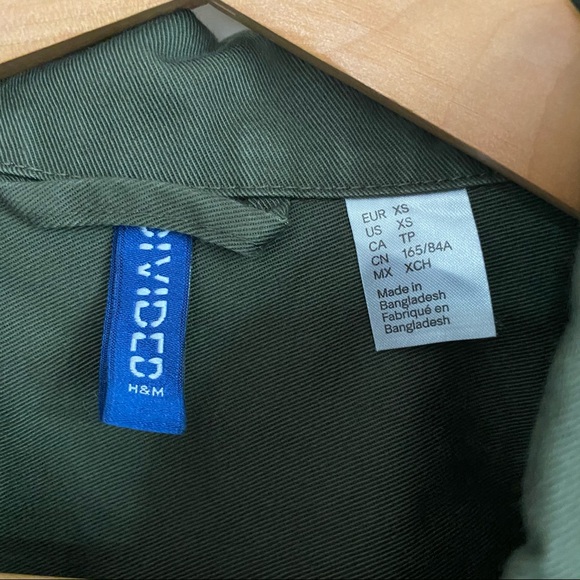 DIVIDED
H&M
EUR XS
US XS
CA TP
CN 165/84A
MX XCH
Made in
Bangladesh
Fabriqué en
Bangladesh